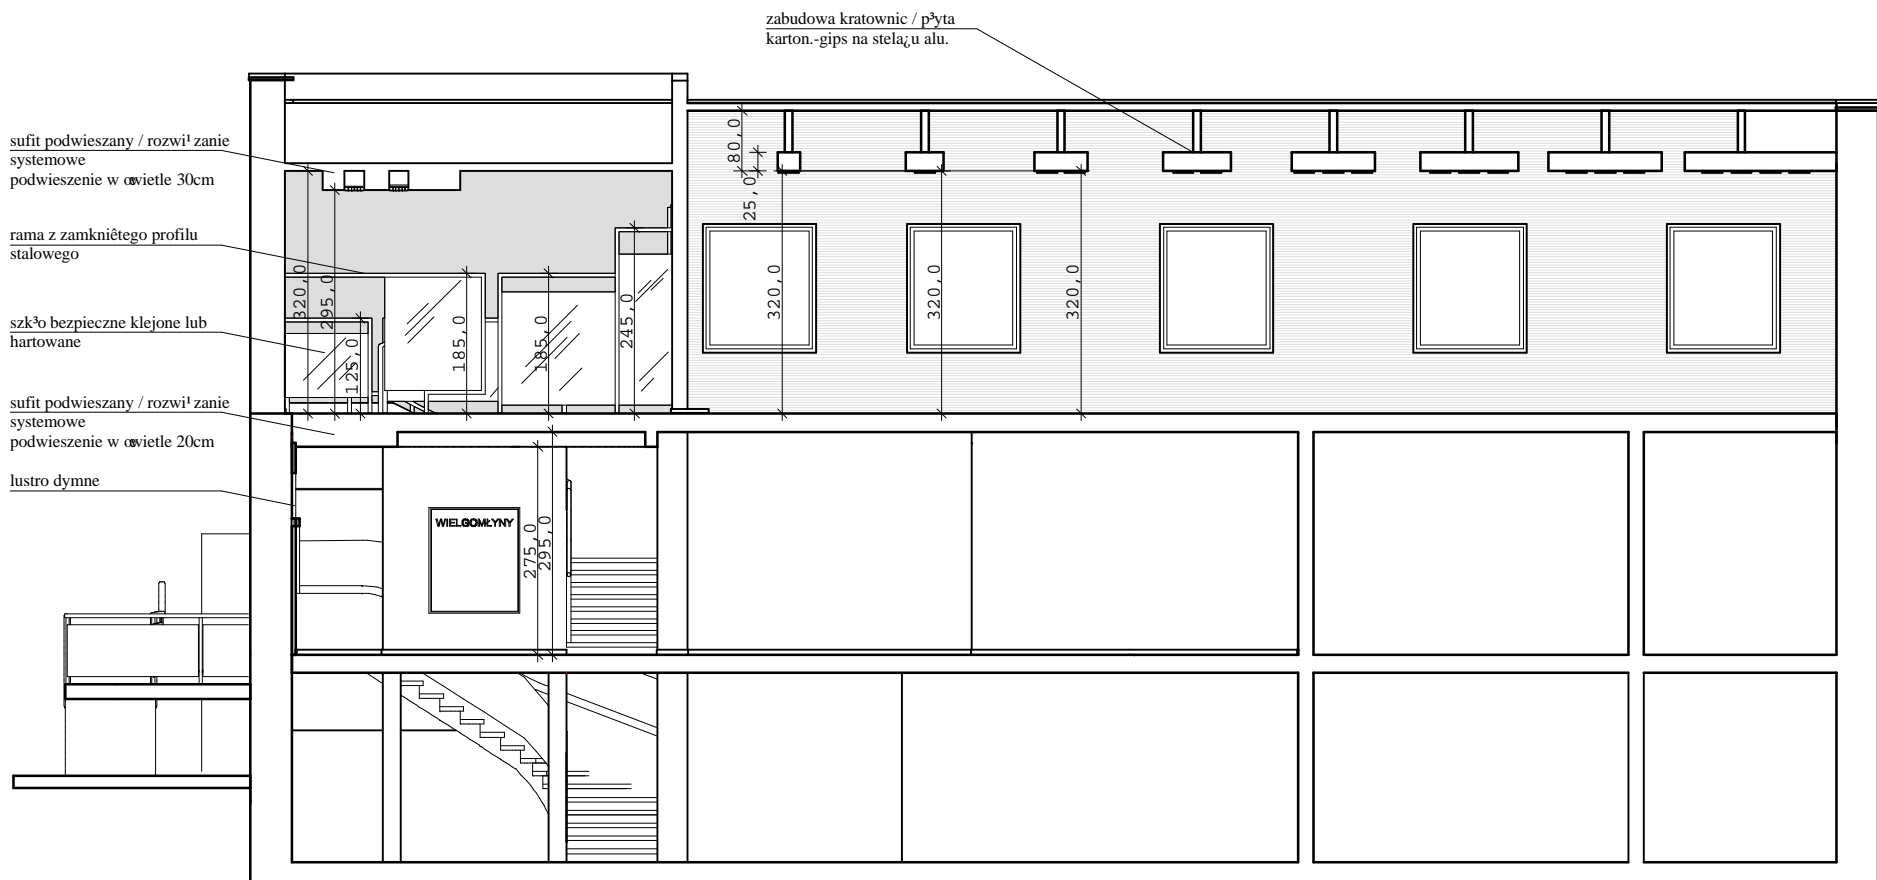 zabudowa kratownic / p³yta
karton.-gips na stela¿u alu.
sufit podwieszany / rozwi¹zanie
systemowe
podwieszenie w œwietle 30cm
rama z zamkniêtego profilu
stalowego
szk³o bezpieczne klejone lub
hartowane
sufit podwieszany / rozwi¹zanie
systemowe
podwieszenie w œwietle 20cm
lustro dymne
80,0
25,0
320,0
295,0
125,0
185,0
185,0
245,0
320,0
320,0
320,0
WIELGOMŁYNY
275,0
295,0